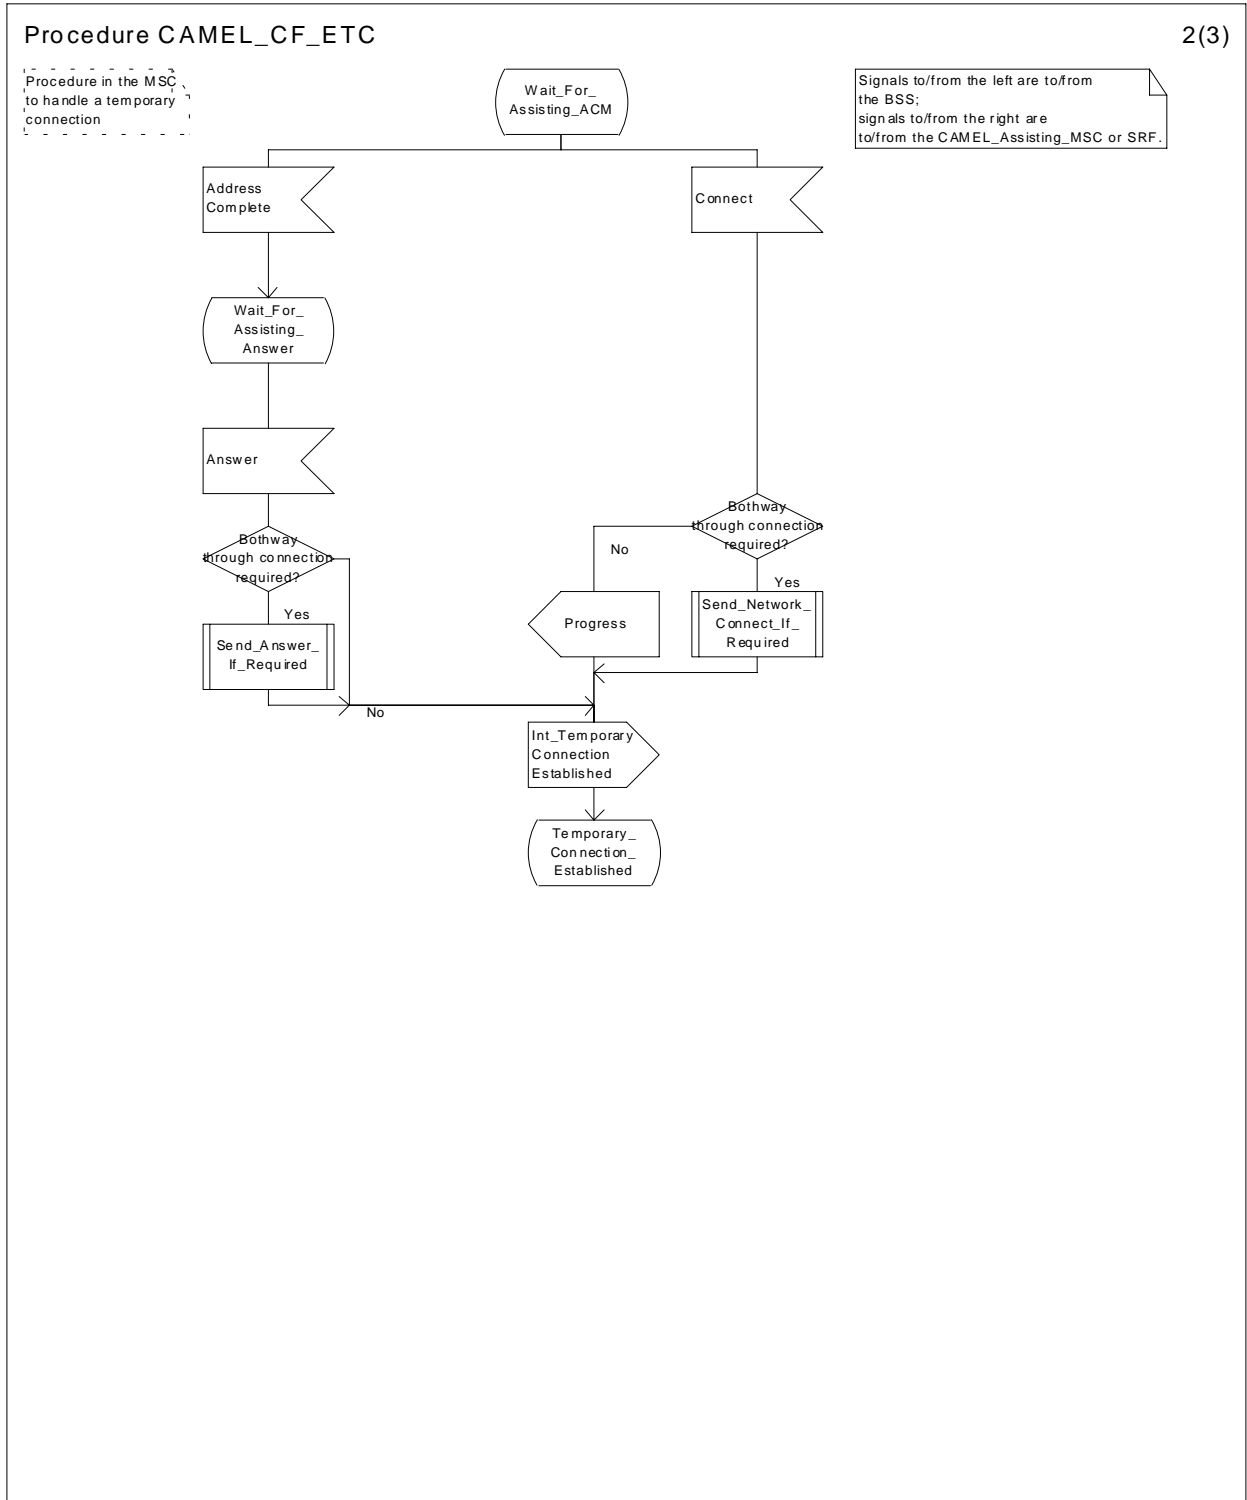 Procedure CAMEL_CF_ETC
2(3)
Procedure in the MSC
to handle a temporary
connection
Wait_For_
Assisting_ACM
Signals to/from the left are to/from
the BSS;
signals to/from the right are
to/from the CAMEL_Assisting_MSC or SRF.
Address
Complete
Connect
Wait_For_
Assisting_
Answer
Answer
Bothway
through connection
required?
No
Yes
Bothway
through connection
required?
Yes
No
Progress
Send_Network_
Connect_If_
Required
Send_Answer_
If_Required
Int_Temporary
Connection
Established
Temporary_
Connection_
Established